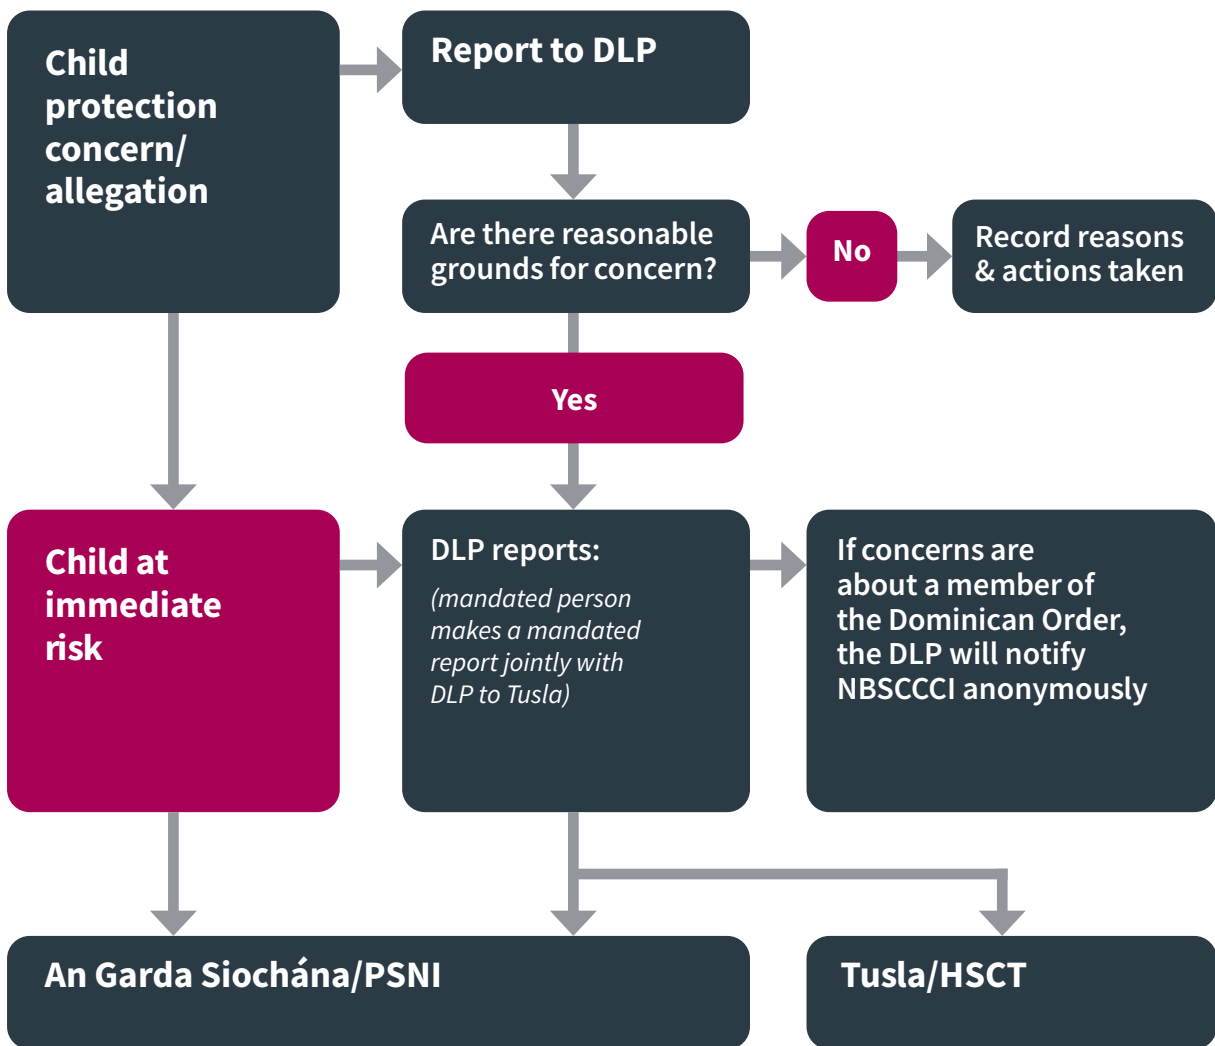 Child
protection
concern/
allegation
Report to DLP
Are there reasonable
grounds for concern?
No
Record reasons
& actions taken
Yes
Child at
immediate
risk
DLP reports:
(mandated person
makes a mandated
report jointly with
DLP to Tusla)
If concerns are
about a member of
the Dominican Order,
the DLP will notify
NBSCCCI anonymously
An Garda Siochána/PSNI
Tusla/HSCT